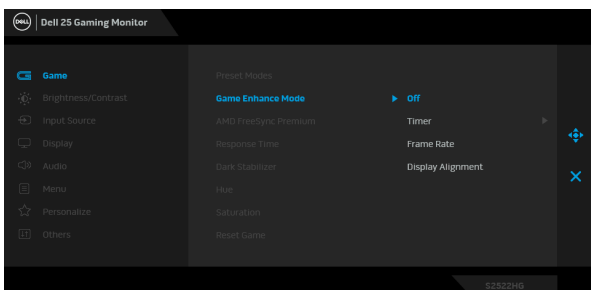 DELL
Dell 25 Gaming Monitor
Game
Brightness/Contrast
Input Source
Display
Audio
Menu
Personalize
Others
Preset Modes
Game Enhance Mode
AMD FreeSync Premium
Response Time
Dark Stabilizer
Hue
Saturation
Reset Game
Off
Timer
Frame Rate
Display Alignment
S2522HG